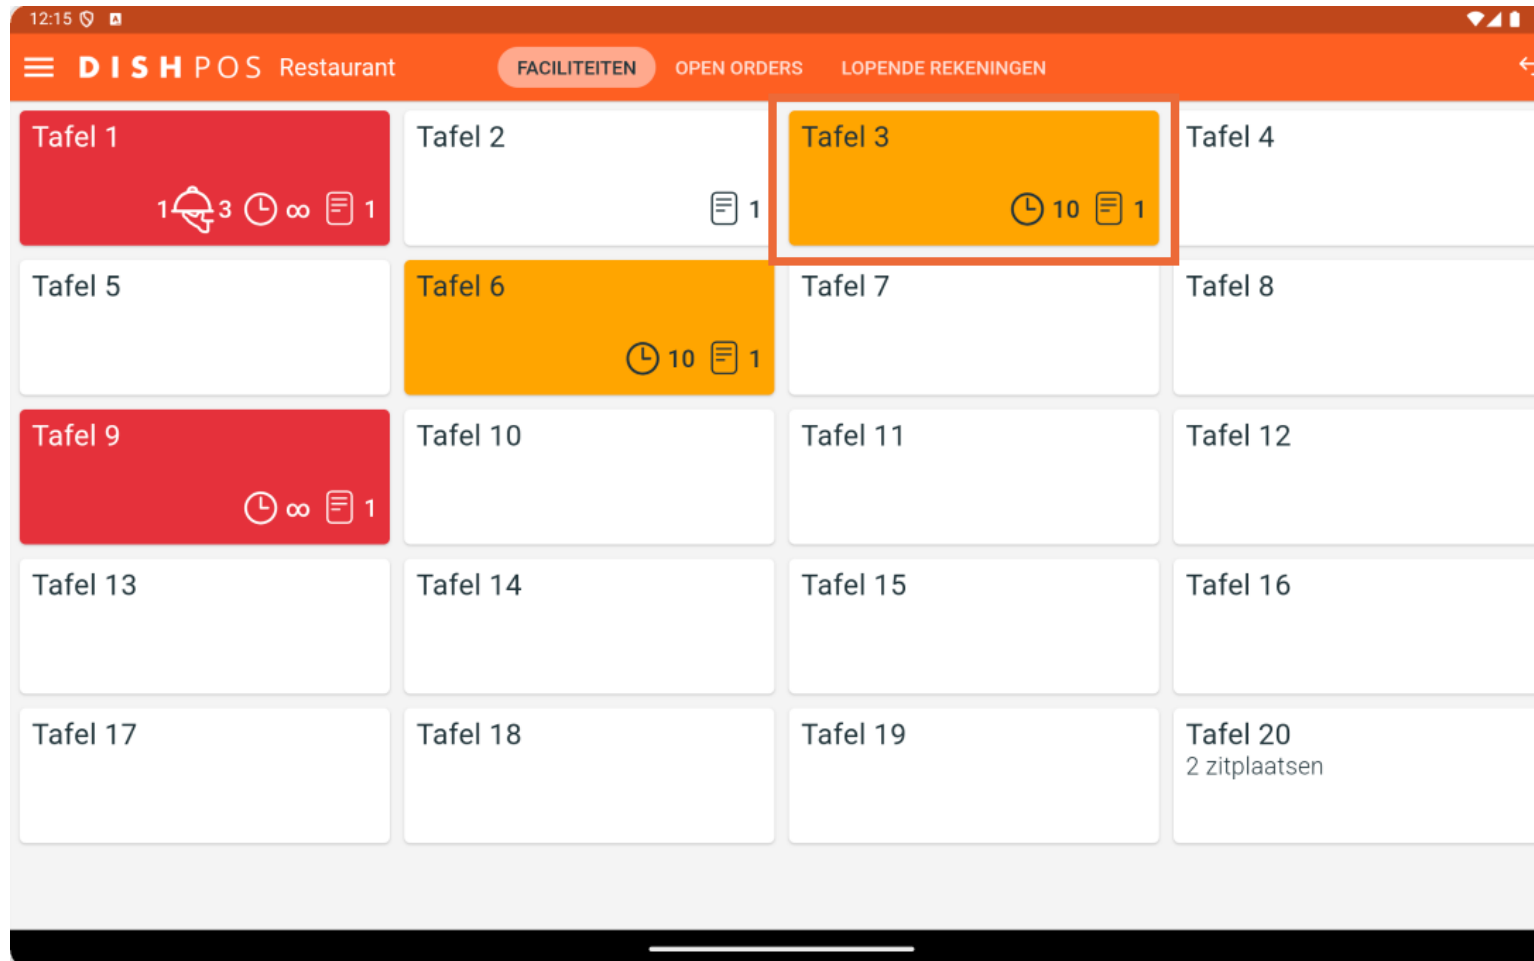 12:15
DISH POS Restaurant FACILITEITEN OPEN ORDERS LOPENDE REKENINGEN
Tafel 1
1 3 ∞ 1
Tafel 2
1
Tafel 3
10 1
Tafel 4
Tafel 5
Tafel 6
10 1
Tafel 7
Tafel 8
Tafel 9
∞ 1
Tafel 10
Tafel 11
Tafel 12
Tafel 13
Tafel 14
Tafel 15
Tafel 16
Tafel 17
Tafel 18
Tafel 19
Tafel 20
2 zitplaatsen